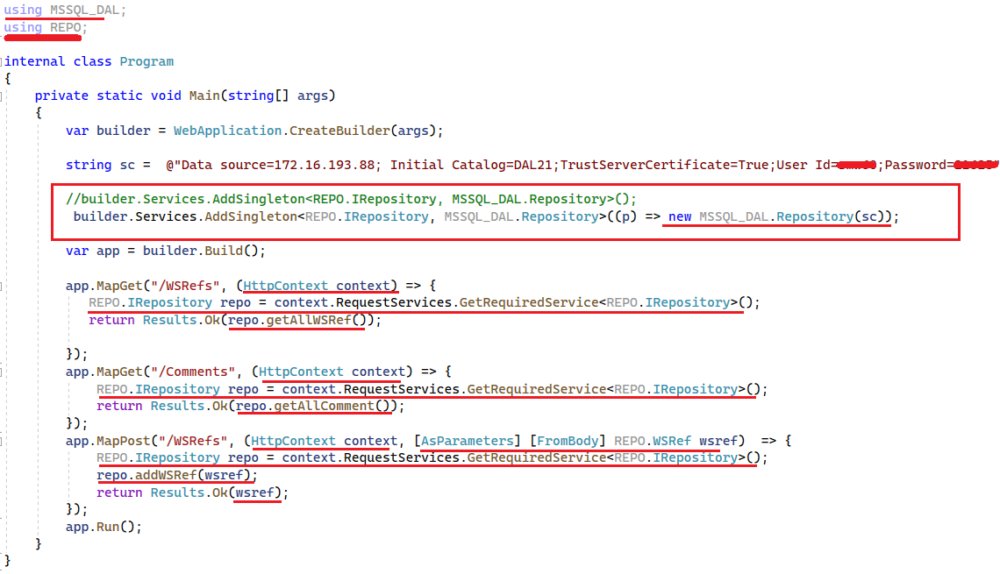 using MSSQL_DAL;
using REPO;
internal class Program
{
    private static void Main(string[] args)
    {
        var builder = WebApplication.CreateBuilder(args);
        string sc =  @"Data source=172.16.193.88; Initial Catalog=DAL21;TrustServerCertificate=True;User Id=;Password=
        //builder.Services.AddSingleton<REPO.IRepository, MSSQL_DAL.Repository>();
         builder.Services.AddSingleton<REPO.IRepository, MSSQL_DAL.Repository>((p) => new MSSQL_DAL.Repository(sc));
        var app = builder.Build();
        app.MapGet("/WSRefs", (HttpContext context) => {
           REPO.IRepository repo = context.RequestServices.GetRequiredService<REPO.IRepository>();
           return Results.Ok(repo.getAllWSRef());
        });
        app.MapGet("/Comments", (HttpContext context) => {
            REPO.IRepository repo = context.RequestServices.GetRequiredService<REPO.IRepository>();
            return Results.Ok(repo.getAllComment());
        });
        app.MapPost("/WSRefs", (HttpContext context, [AsParameters] [FromBody] REPO.WSRef wsref)  => {
            REPO.IRepository repo = context.RequestServices.GetRequiredService<REPO.IRepository>();
            repo.addWSRef(wsref);
            return Results.Ok(wsref);
        });
        app.Run();
    }
}